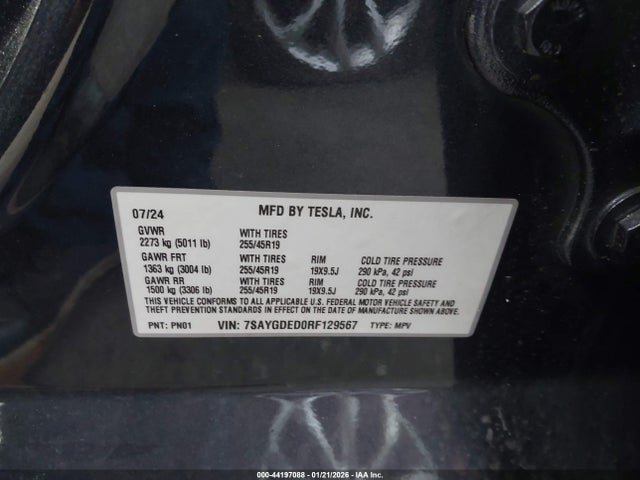 07/24 MFD BY TESLA, INC.
GVWR WITH TIRES
2273 kg (5011 lb) 255/45R19
GAWR FRT WITH TIRES RIM COLD TIRE PRESSURE
1363 kg (3004 lb) 255/45R19 19X9.5J 290 kPa, 42 psi
GAWR RR WITH TIRES RIM COLD TIRE PRESSURE
1500 kg (3306 lb) 255/45R19 19X9.5J 290 kPa, 42 psi
THIS VEHICLE CONFORMS TO ALL APPLICABLE U.S. FEDERAL MOTOR VEHICLE SAFETY AND
THEFT PREVENTION STANDARDS IN EFFECT ON THE DATE OF MANUFACTURE SHOWN ABOVE.
PNT: PN01 VIN: 7SAYGDED0RF129567 TYPE: MPV
000-44197088 - 01/21/2026 - IAA Inc.